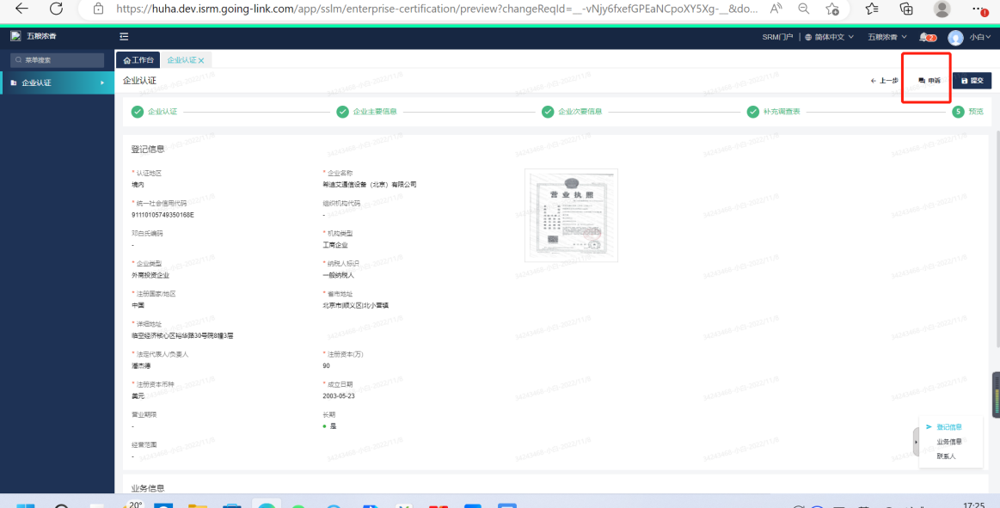 https://huha.dev.isrm.going-link.com/app/sslm/enterprise-certification/preview?changeReqId=__-vNjy6fxefGPEaNCpoXY5Xg-__&do...
五粮浓香
SRM门户 | 简体中文 五粮浓香 2 小白
菜单搜索
工作台 企业认证 ×
企业认证
企业认证
上一步 申诉 提交
企业认证 企业主要信息 企业次要信息 补充调查表 5 预览
登记信息
* 认证地区 * 企业名称
境内 希迪艾通信设备（北京）有限公司
* 统一社会信用代码 组织机构代码
91110105749350168E -
邓白氏编码 * 机构类型
- 工商企业
* 企业类型 * 纳税人标识
外商投资企业 一般纳税人
* 注册国家/地区 * 省市地址
中国 北京市|顺义区|北小营镇
* 详细地址
临空经济核心区裕华路30号院8幢3层
* 法定代表人/负责人 * 注册资本(万)
潘杰德 90
* 注册资本币种 * 成立日期
美元 2003-05-23
营业期限 长期
- 是
经营范围
-
业务信息
营业执照
登记信息
业务信息
联系人
34243468-小白-2022/11/8
20°
17:25